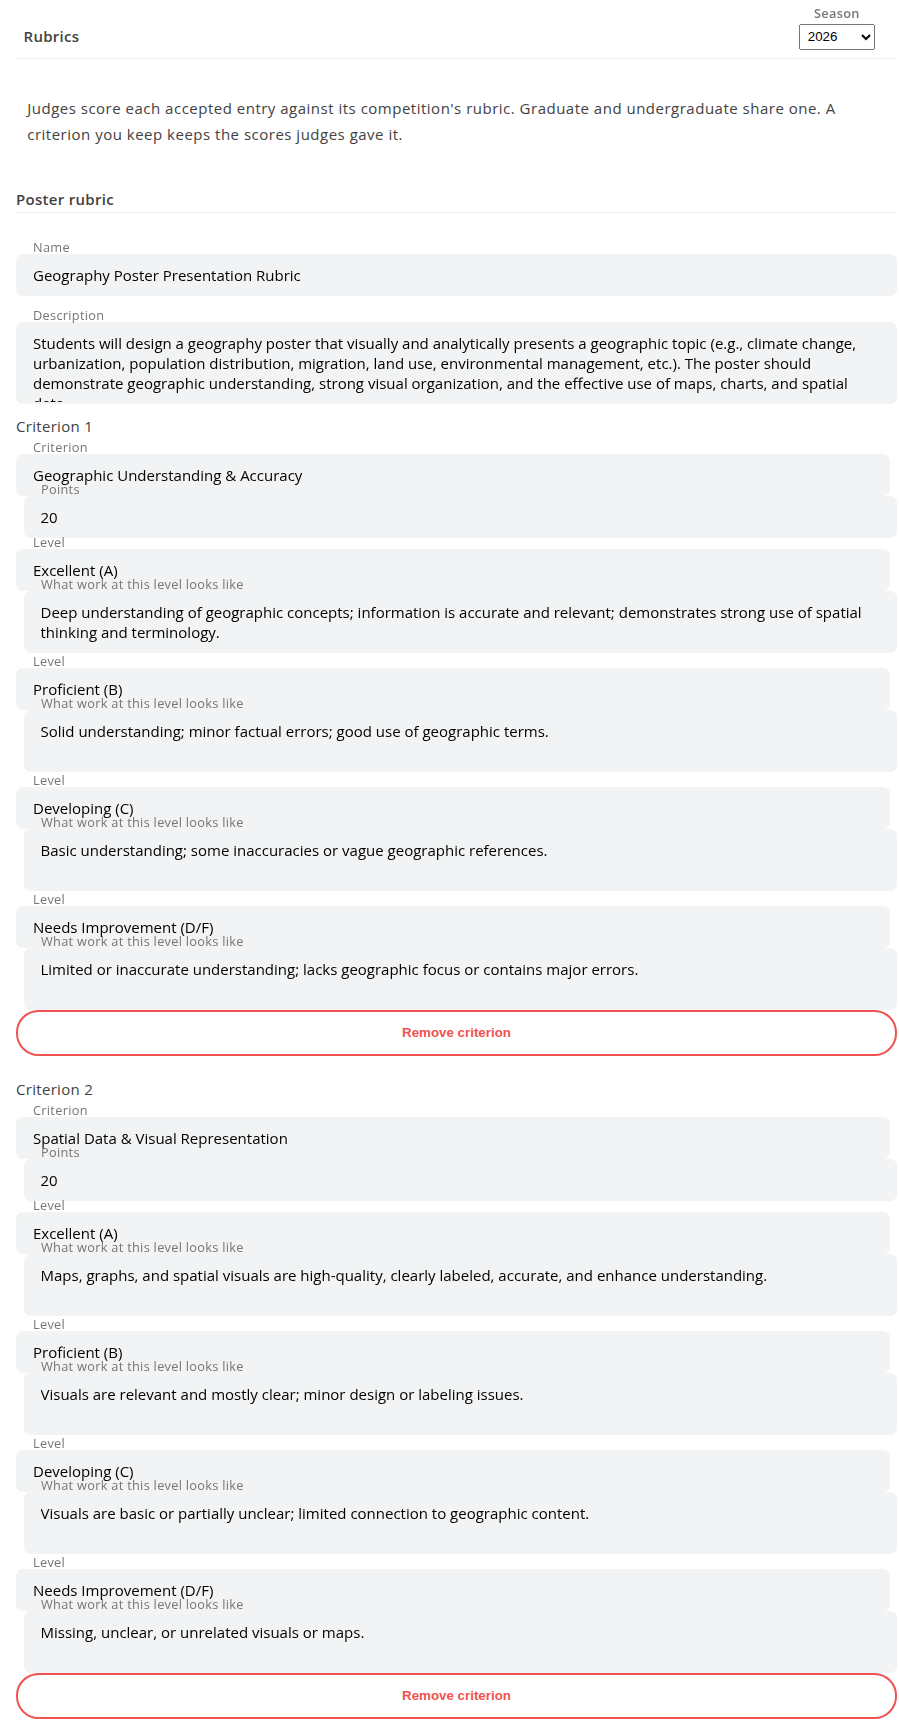 Season
Rubrics
2026
Judges score each accepted entry against its competition's rubric. Graduate and undergraduate share one. A
criterion you keep keeps the scores judges gave it.
Poster rubric
Name
Geography Poster Presentation Rubric
Description
Students will design a geography poster that visually and analytically presents a geographic topic (e.g., climate change,
urbanization, population distribution, migration, land use, environmental management, etc.). The poster should
demonstrate geographic understanding, strong visual organization, and the effective use of maps, charts, and spatial
Criterion 1
Criterion
Geographic Understanding & Accuracy
Points
20
Level
Excellent (A)
What work at this level looks like
Deep understanding of geographic concepts; information is accurate and relevant; demonstrates strong use of spatial
thinking and terminology.
Level
Proficient (B)
What work at this level looks like
Solid understanding; minor factual errors; good use of geographic terms.
Level
Developing (C)
What work at this level looks like
Basic understanding; some inaccuracies or vague geographic references.
Level
Needs Improvement (D/F)
What work at this level looks like
Limited or inaccurate understanding; lacks geographic focus or contains major errors.
Remove criterion
Criterion 2
Criterion
Spatial Data & Visual Representation
Points
20
Level
Excellent (A)
What work at this level looks like
Maps, graphs, and spatial visuals are high-quality, clearly labeled, accurate, and enhance understanding.
Level
Proficient (B)
What work at this level looks like
Visuals are relevant and mostly clear; minor design or labeling issues.
Level
Developing (C)
What work at this level looks like
Visuals are basic or partially unclear; limited connection to geographic content.
Level
Needs Improvement (D/F)
What work at this level looks like
Missing, unclear, or unrelated visuals or maps.
Remove criterion